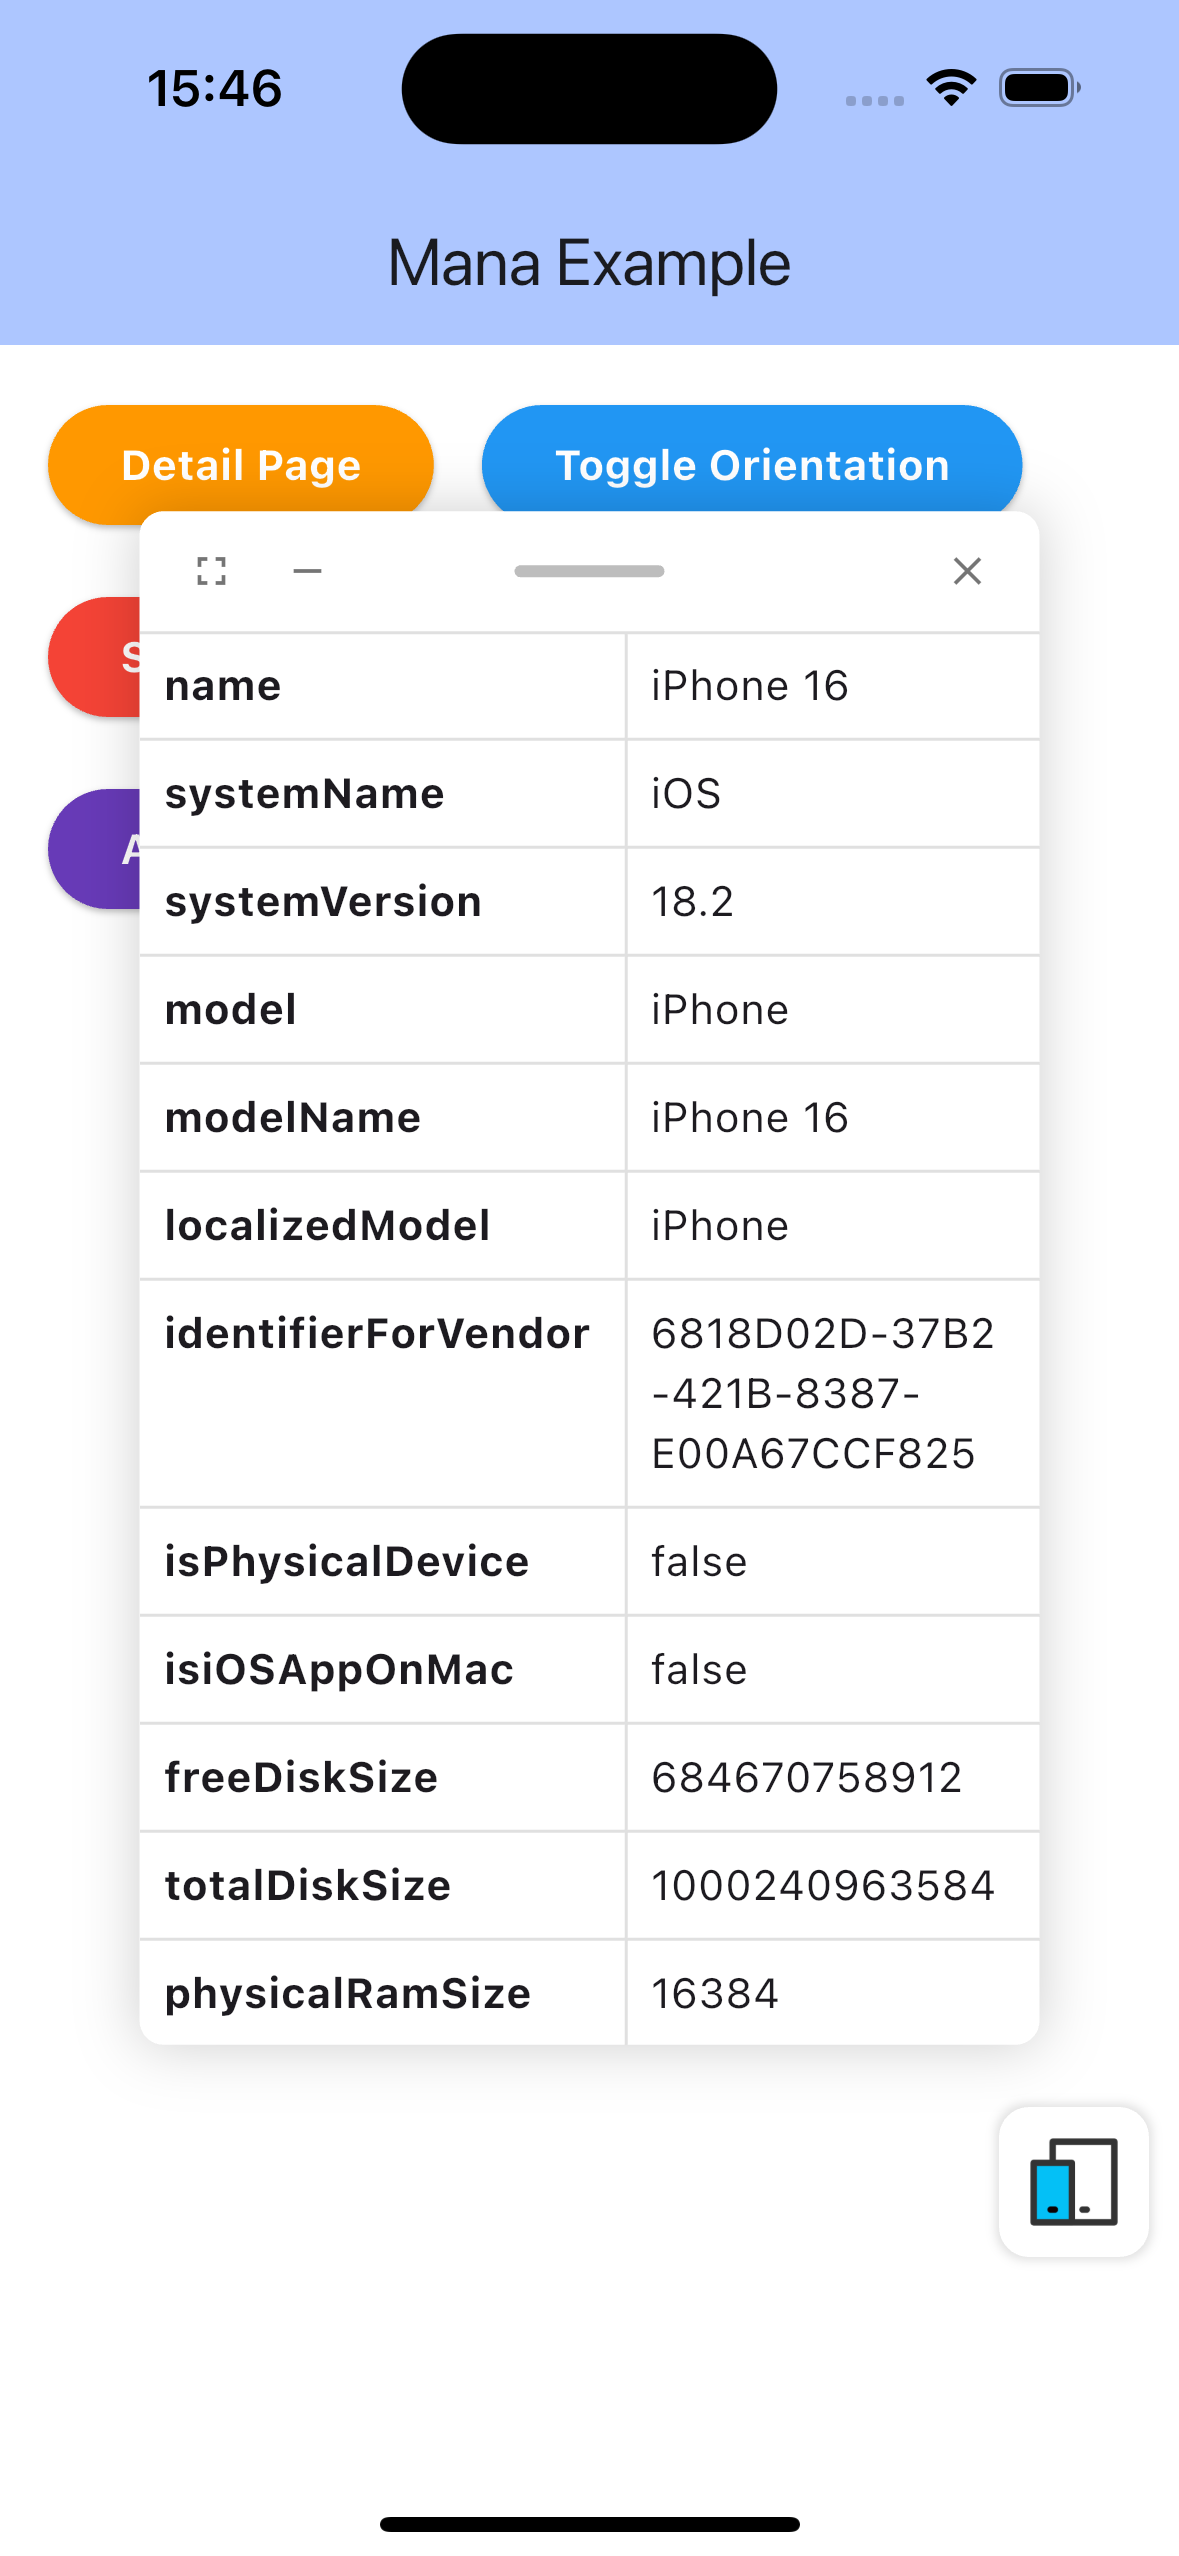 15:46
Mana Example
Detail Page
Toggle Orientation
S
A
name
iPhone 16
systemName
iOS
systemVersion
18.2
model
iPhone
modelName
iPhone 16
localizedModel
iPhone
identifierForVendor
6818D02D-37B2
-421B-8387-
E00A67CCF825
isPhysicalDevice
false
isiOSAppOnMac
false
freeDiskSize
684670758912
totalDiskSize
1000240963584
physicalRamSize
16384